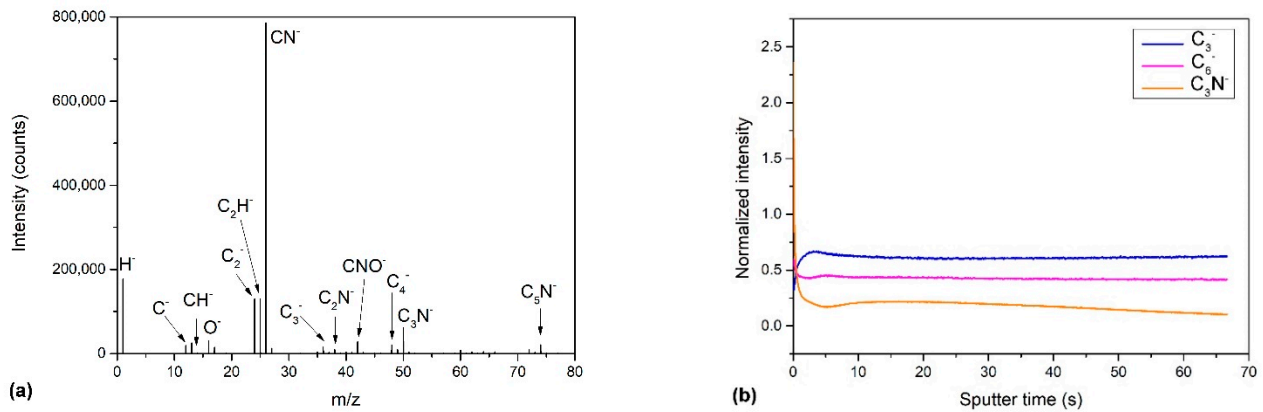 800,000
600,000
400,000
200,000
0
Intensity (counts)
CN⁻
C₂H⁻
H⁻
C₂⁻
C⁻
CH⁻
O⁻
C₃⁻
C₂N⁻
CNO⁻
C₄⁻
C₃N⁻
C₅N⁻
0 10 20 30 40 50 60 70 80
m/z
(a)
2.5
2.0
1.5
1.0
0.5
0.0
Normalized intensity
C₃⁻
C₆⁻
C₃N⁻
0 10 20 30 40 50 60 70
Sputter time (s)
(b)